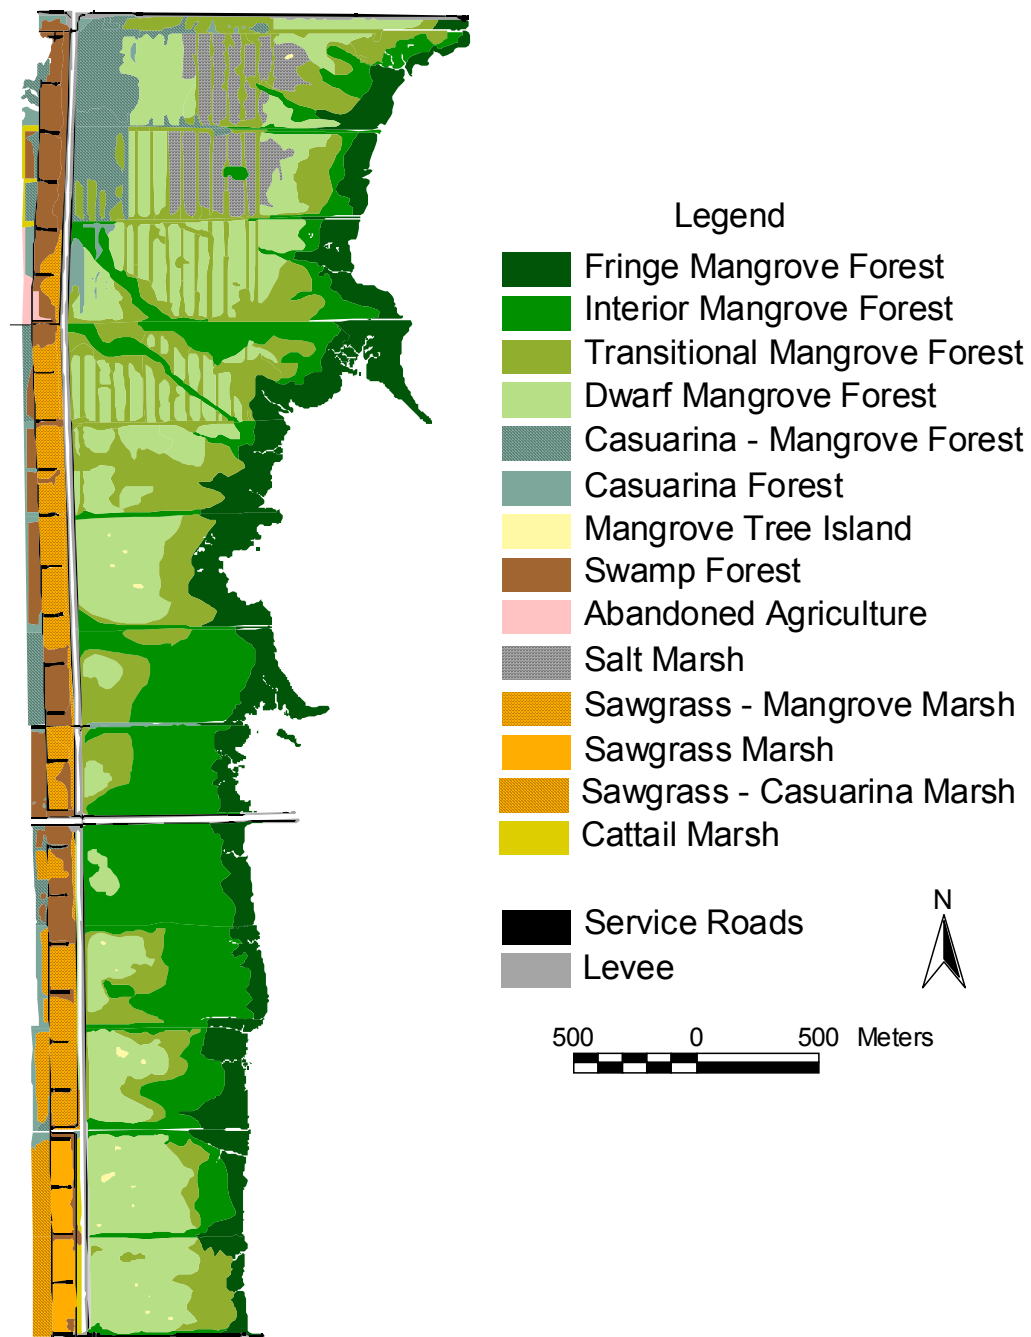 Legend
Fringe Mangrove Forest
Interior Mangrove Forest
Transitional Mangrove Forest
Dwarf Mangrove Forest
Casuarina - Mangrove Forest
Casuarina Forest
Mangrove Tree Island
Swamp Forest
Abandoned Agriculture
Salt Marsh
Sawgrass - Mangrove Marsh
Sawgrass Marsh
Sawgrass - Casuarina Marsh
Cattail Marsh
Service Roads
Levee
N
500 0 500 Meters